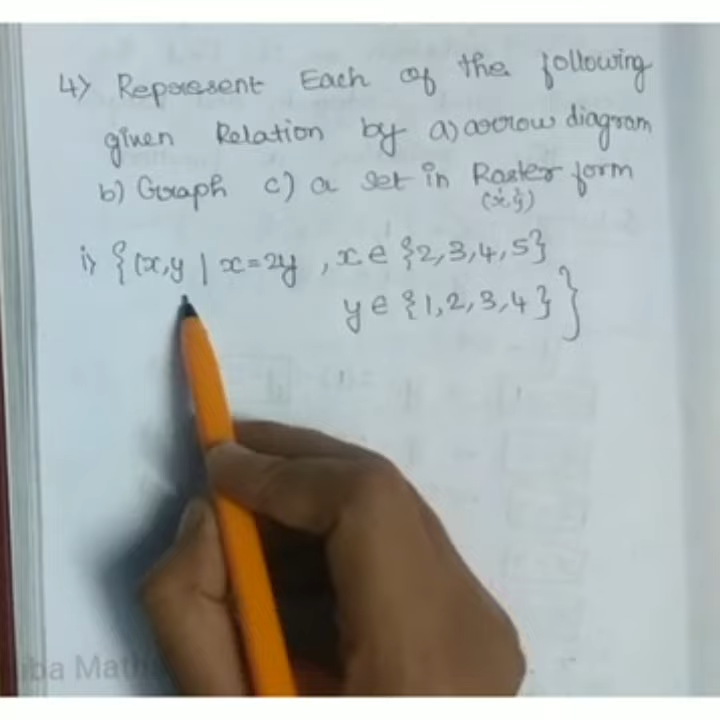 4) Represent Each of the following
given Relation by a) arrow diagram
b) Graph c) a set in Roster form
(x,y)
i) {(x,y / x=2y , x∈ {2,3,4,5}
y∈ {1,2,3,4}}